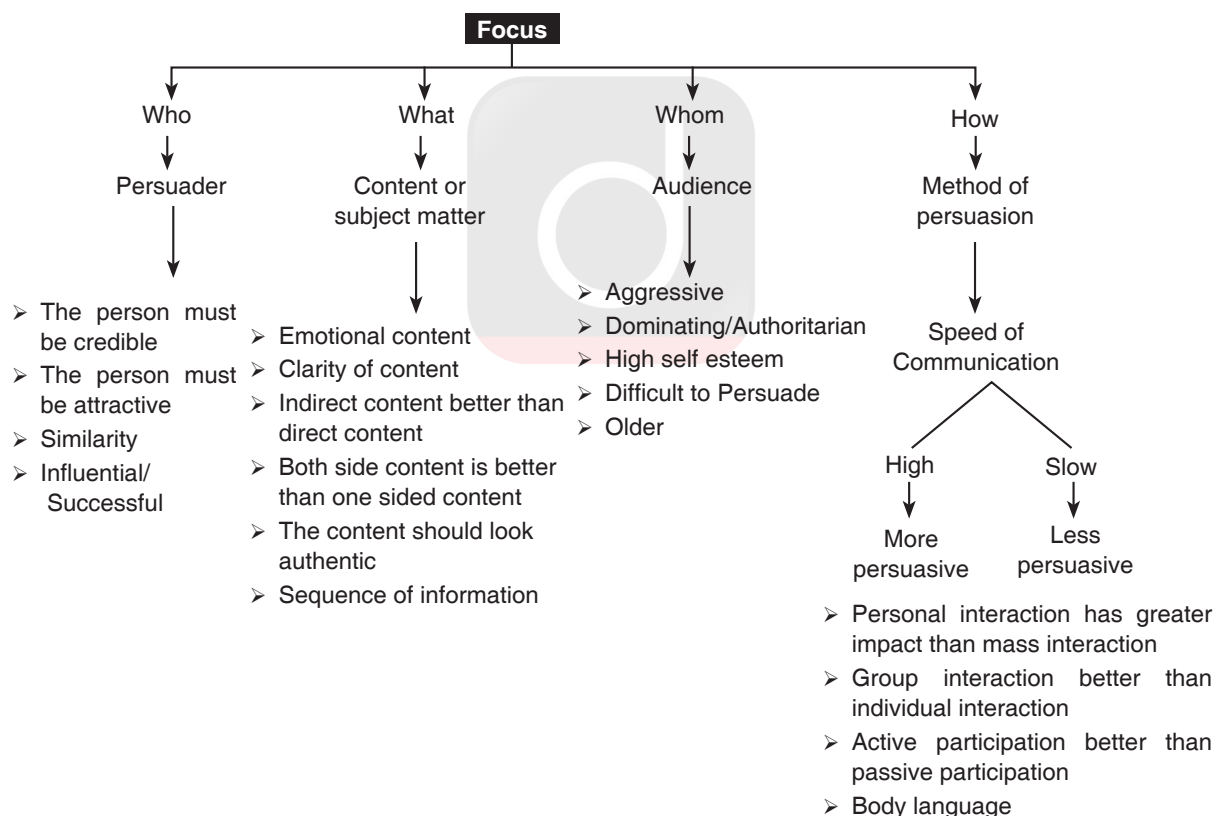 Focus
Who
Persuader
➢ The person must
be credible
➢ The person must
be attractive
➢ Similarity
➢ Influential/
Successful
What
Content or
subject matter
➢ Emotional content
➢ Clarity of content
➢ Indirect content better than
direct content
➢ Both side content is better
than one sided content
➢ The content should look
authentic
➢ Sequence of information
Whom
Audience
➢ Aggressive
➢ Dominating/Authoritarian
➢ High self esteem
➢ Difficult to Persuade
➢ Older
How
Method of
persuasion
Speed of
Communication
High
More
persuasive
Slow
Less
persuasive
➢ Personal interaction has greater
impact than mass interaction
➢ Group interaction better than
individual interaction
➢ Active participation better than
passive participation
➢ Body language